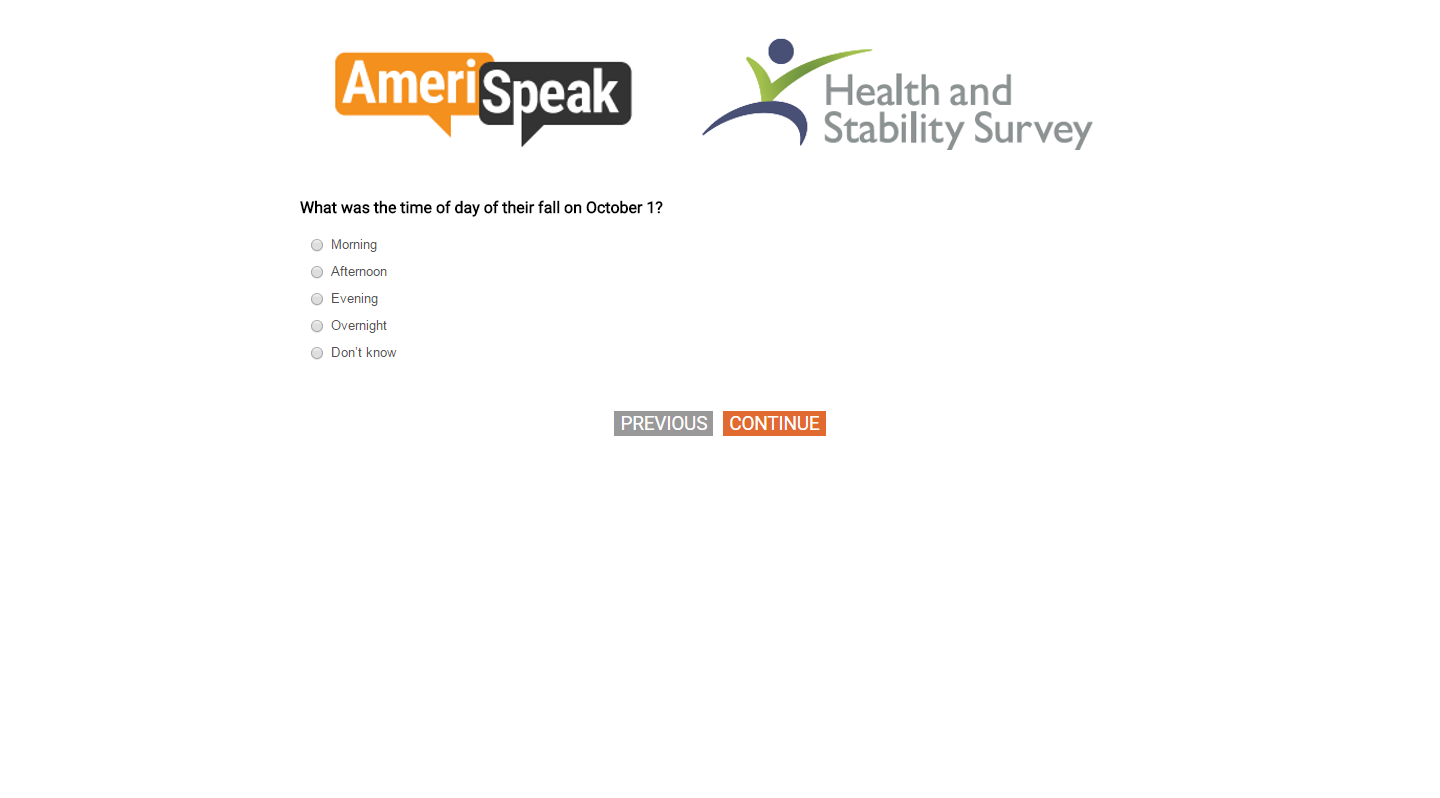 AmeriSpeak
Health and
Stability Survey
What was the time of day of their fall on October 1?
Morning
Afternoon
Evening
Overnight
Don't know
PREVIOUS CONTINUE